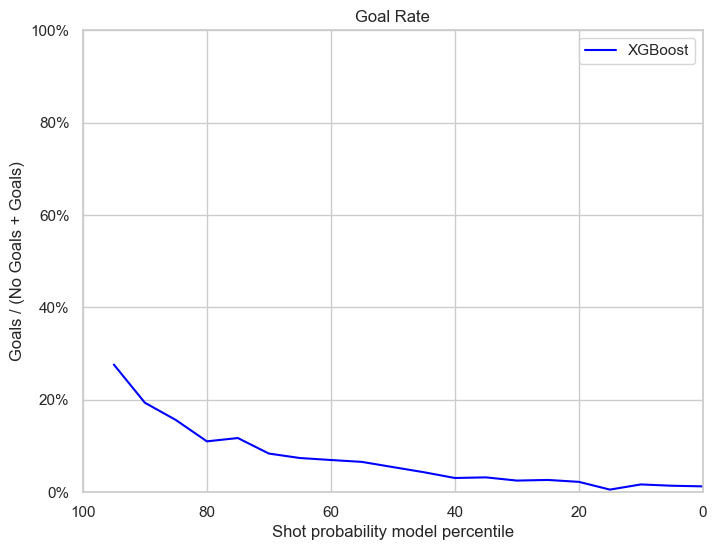 Goal Rate
100%
80%
60%
40%
20%
0%
Goals / (No Goals + Goals)
XGBoost
100 80 60 40 20 0
Shot probability model percentile